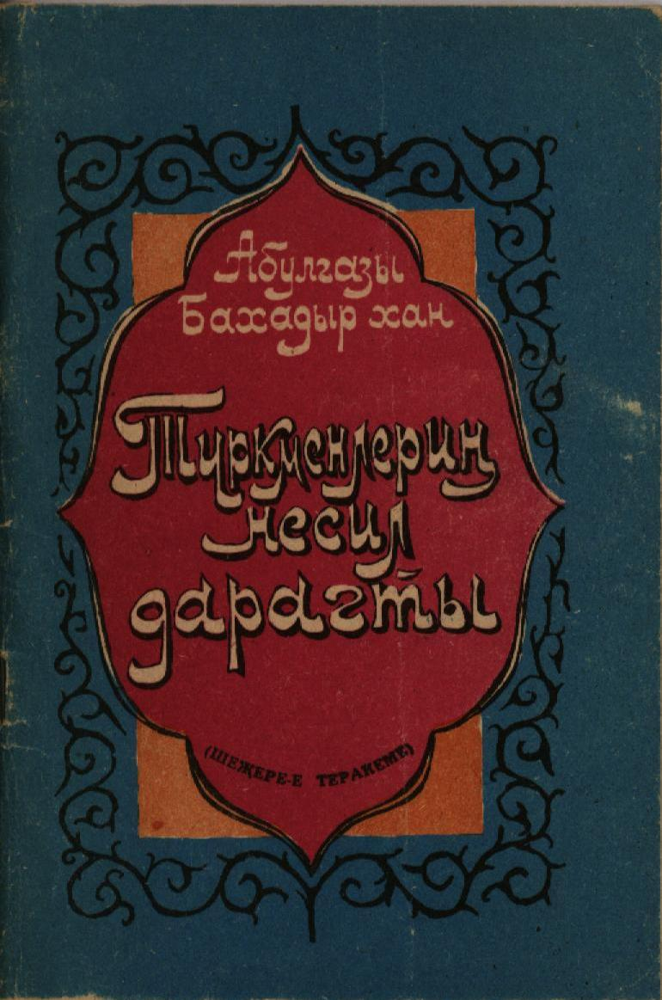 Абулгазы
Бахадыр хан
Түркменлериң
несил
дарагты
(ШЕЖЕРЕ-Е ТЕРАКЕМЕ)